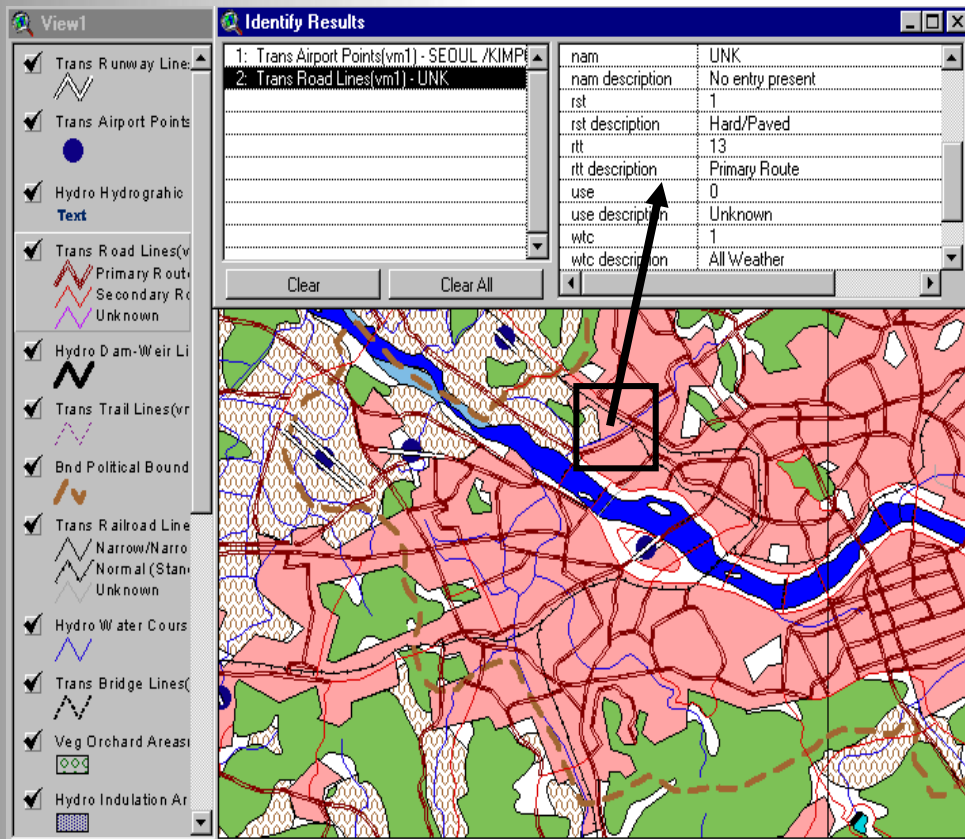 View1
Trans Runway Line
Trans Airport Points
Hydro Hydrograhic
Text
Trans Road Lines(v
Primary Rout
Secondary Ro
Unknown
Hydro Dam-Weir Li
Trans Trail Lines(vr
Bnd Political Bound
Trans Railroad Line
Narrow/Narro
Normal (Stan
Unknown
Hydro Water Cours
Trans Bridge Lines(
Veg Orchard Areas
Hydro Indulation Ar
Identify Results
1: Trans Airport Points(vm1) - SEOUL /KIMP
2: Trans Road Lines(vm1) - UNK
Clear Clear All
nam UNK
nam description No entry present
rst 1
rst description Hard/Paved
rtt 13
rtt description Primary Route
use 0
use description Unknown
wtc 1
wtc description All Weather